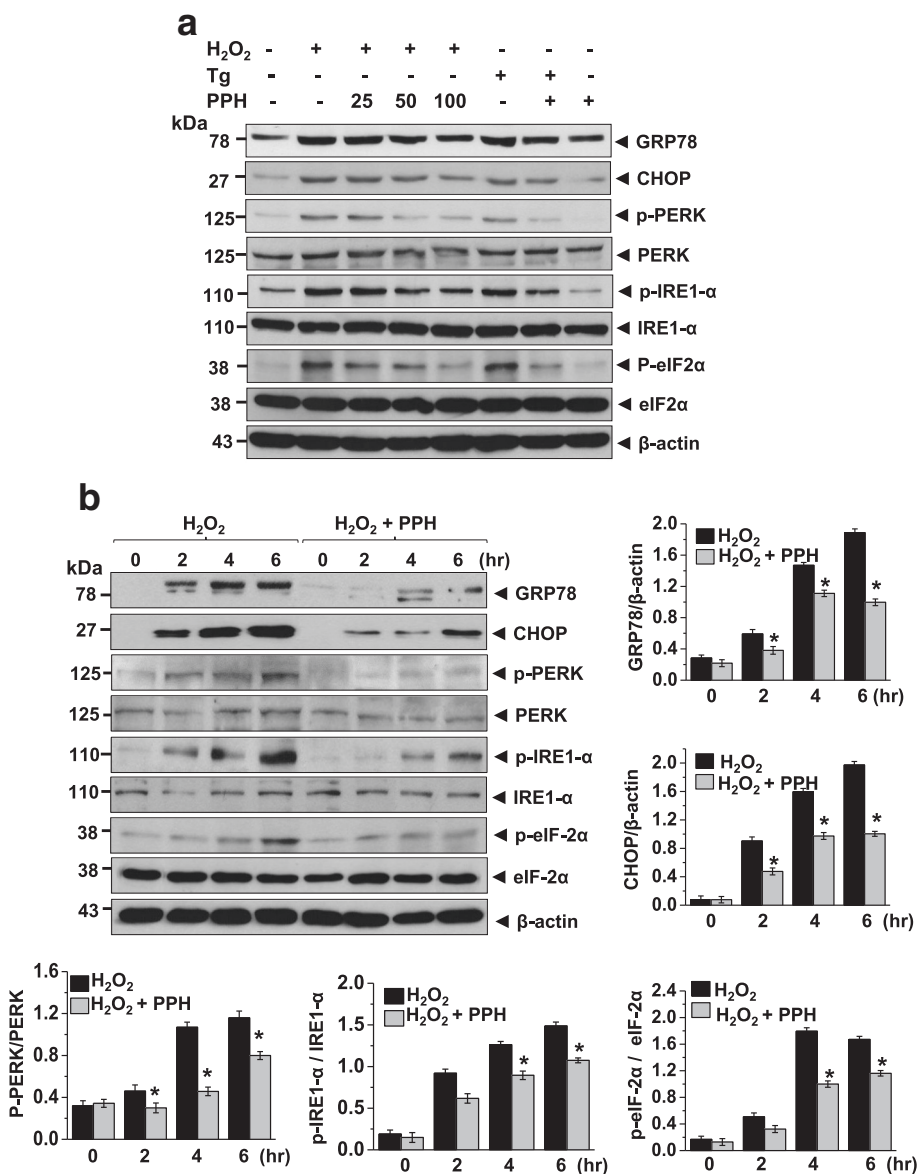 a
H₂O₂ - + + + + - - -
Tg - - - - - + + -
PPH - - 25 50 100 - + +
kDa
78 GRP78
27 CHOP
125 p-PERK
125 PERK
110 p-IRE1-α
110 IRE1-α
38 P-eIF2α
38 eIF2α
43 β-actin
b
H₂O₂ H₂O₂ + PPH
0 2 4 6 0 2 4 6 (hr)
kDa
78 GRP78
27 CHOP
125 p-PERK
125 PERK
110 p-IRE1-α
110 IRE1-α
38 p-eIF-2α
38 eIF-2α
43 β-actin
GRP78/β-actin
2.0
1.6
1.2
0.8
0.4
0.0
H₂O₂
H₂O₂ + PPH
* * *
0 2 4 6 (hr)
CHOP/β-actin
2.0
1.6
1.2
0.8
0.4
0.0
H₂O₂
H₂O₂ + PPH
* * *
0 2 4 6 (hr)
P-PERK/PERK
1.6
1.2
0.8
0.4
0.0
H₂O₂
H₂O₂ + PPH
* * *
0 2 4 6 (hr)
p-IRE1-α / IRE1-α
2.0
1.5
1.0
0.5
0.0
H₂O₂
H₂O₂ + PPH
* *
0 2 4 6 (hr)
p-eIF-2α / eIF-2α
2.4
2.0
1.6
1.2
0.8
0.4
0.0
H₂O₂
H₂O₂ + PPH
* *
0 2 4 6 (hr)